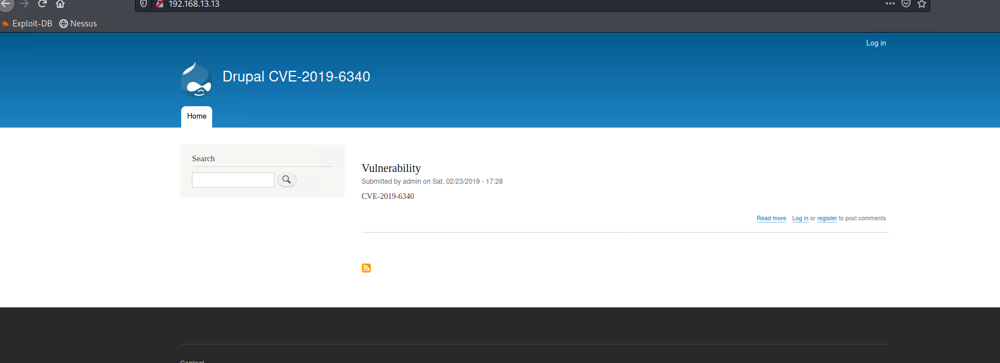 192.168.13.13
Exploit-DB Nessus
Log in
Drupal CVE-2019-6340
Home
Search
Vulnerability
Submitted by admin on Sat, 02/23/2019 - 17:28
CVE-2019-6340
Read more Log in or register to post comments
Contact